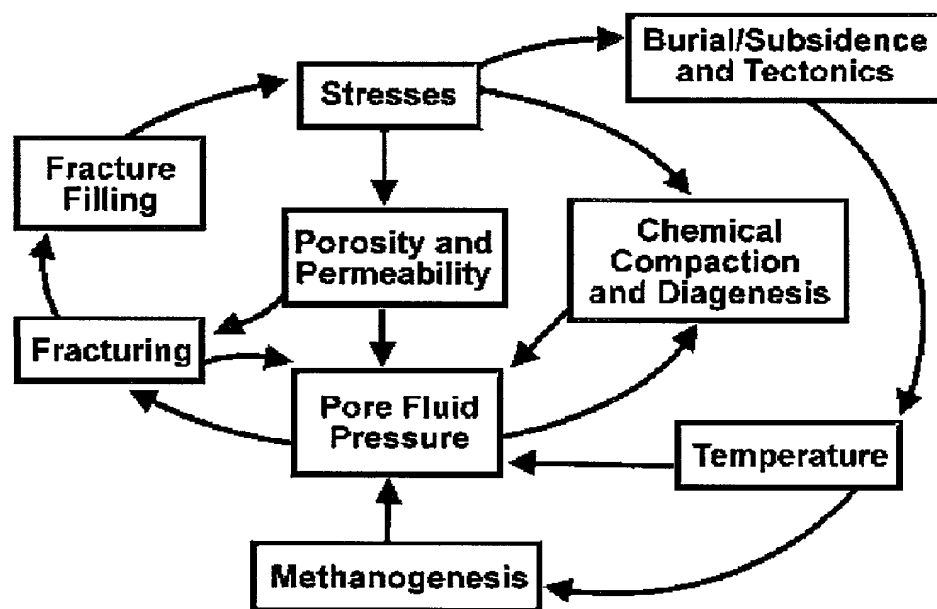 Burial/Subsidence
and Tectonics
Stresses
Fracture
Filling
Porosity and
Permeability
Chemical
Compaction
and Diagenesis
Fracturing
Pore Fluid
Pressure
Temperature
Methanogenesis